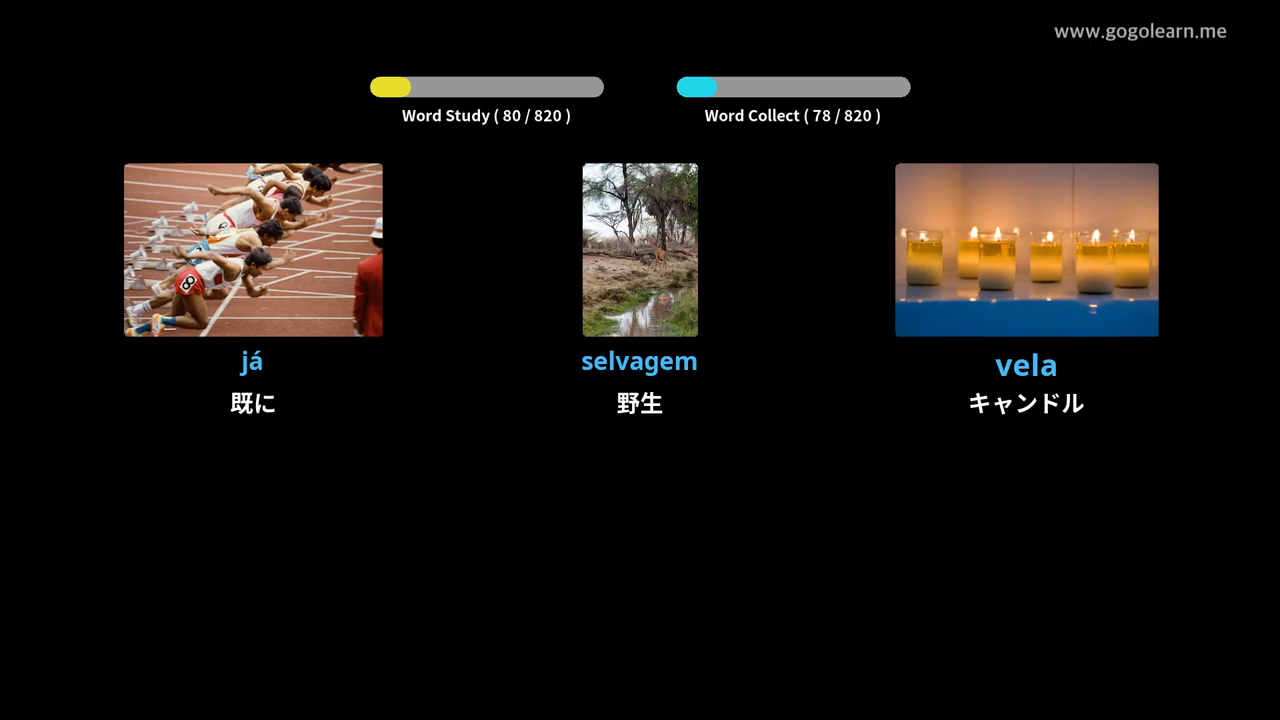 www.gogolearn.me
Word Study ( 80 / 820 )
Word Collect ( 78 / 820 )
8
já
selvagem
vela
既に
野生
キャンドル